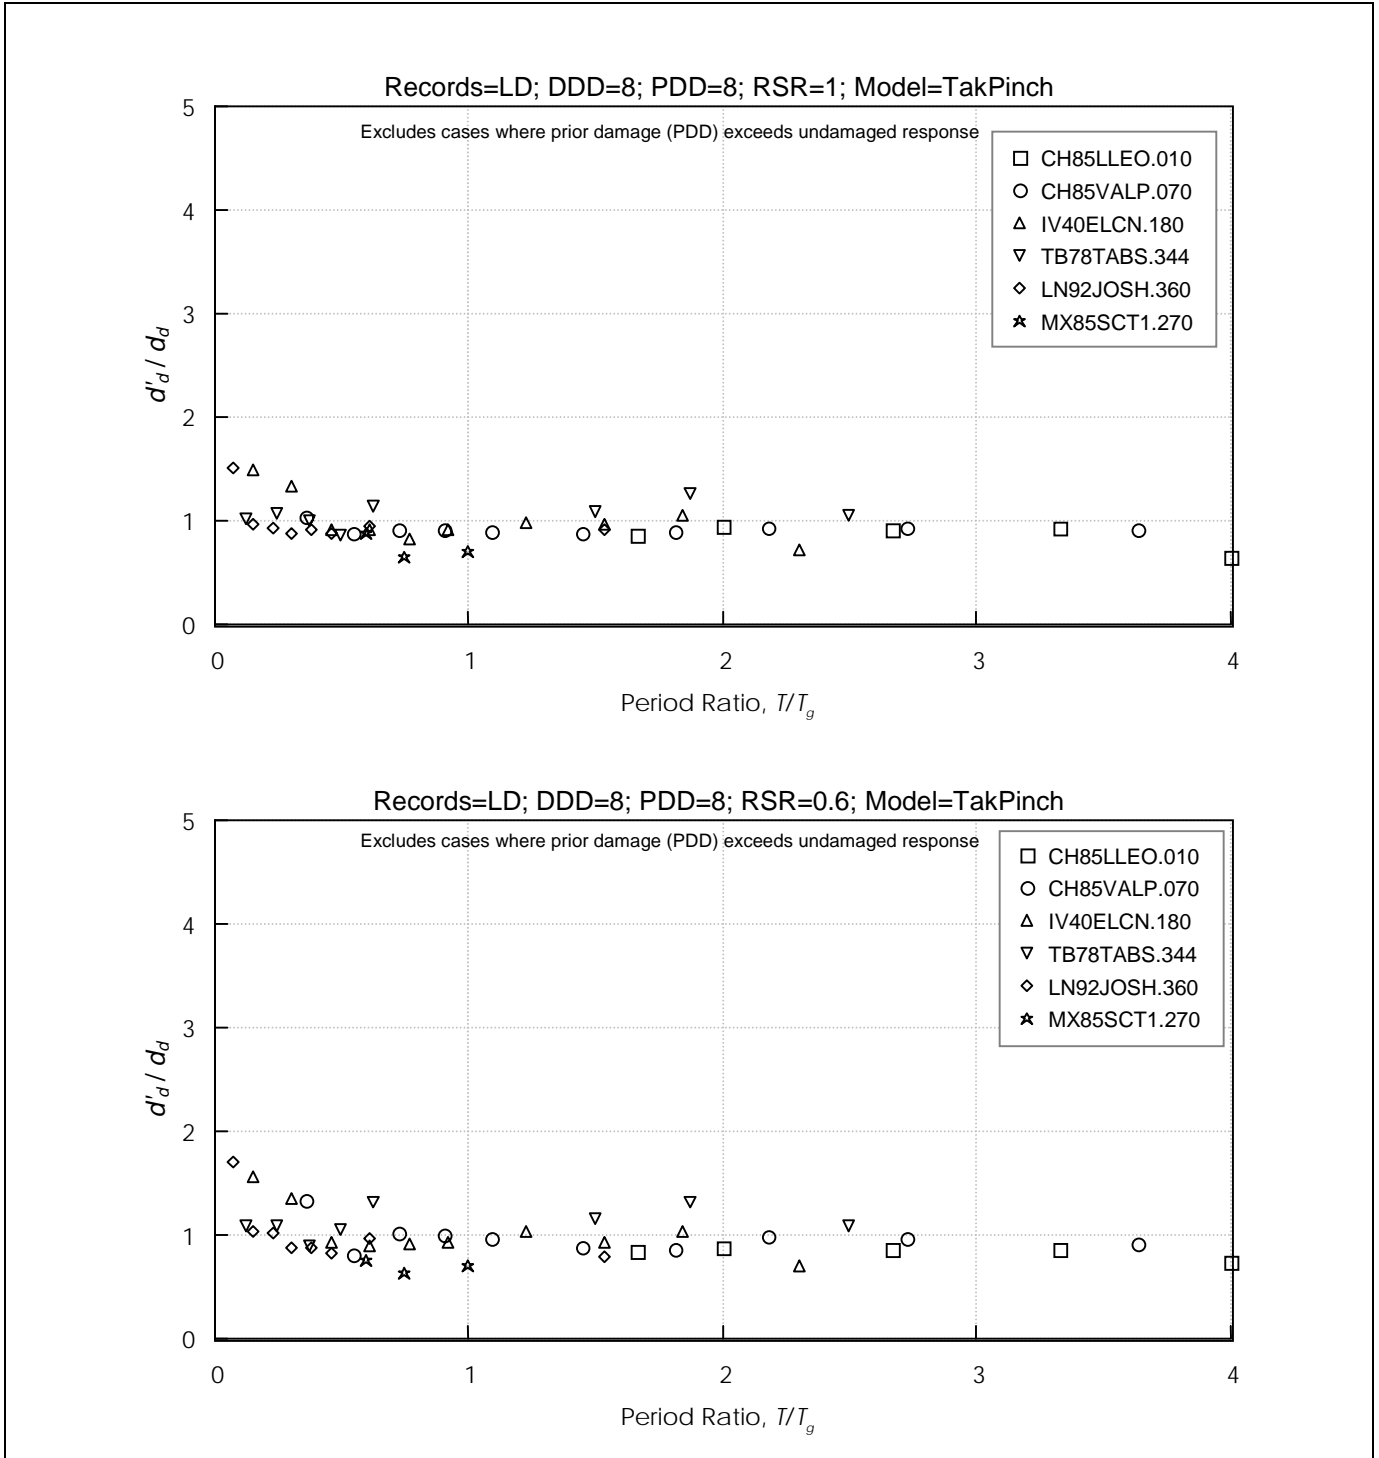 Records=LD; DDD=8; PDD=8; RSR=1; Model=TakPinch
Excludes cases where prior damage (PDD) exceeds undamaged response
CH85LLEO.010
CH85VALP.070
IV40ELCN.180
TB78TABS.344
LN92JOSH.360
MX85SCT1.270
5
4
3
2
1
0
d'd / dd
0 1 2 3 4
Period Ratio, T/Tg
Records=LD; DDD=8; PDD=8; RSR=0.6; Model=TakPinch
Excludes cases where prior damage (PDD) exceeds undamaged response
CH85LLEO.010
CH85VALP.070
IV40ELCN.180
TB78TABS.344
LN92JOSH.360
MX85SCT1.270
5
4
3
2
1
0
d'd / dd
0 1 2 3 4
Period Ratio, T/Tg